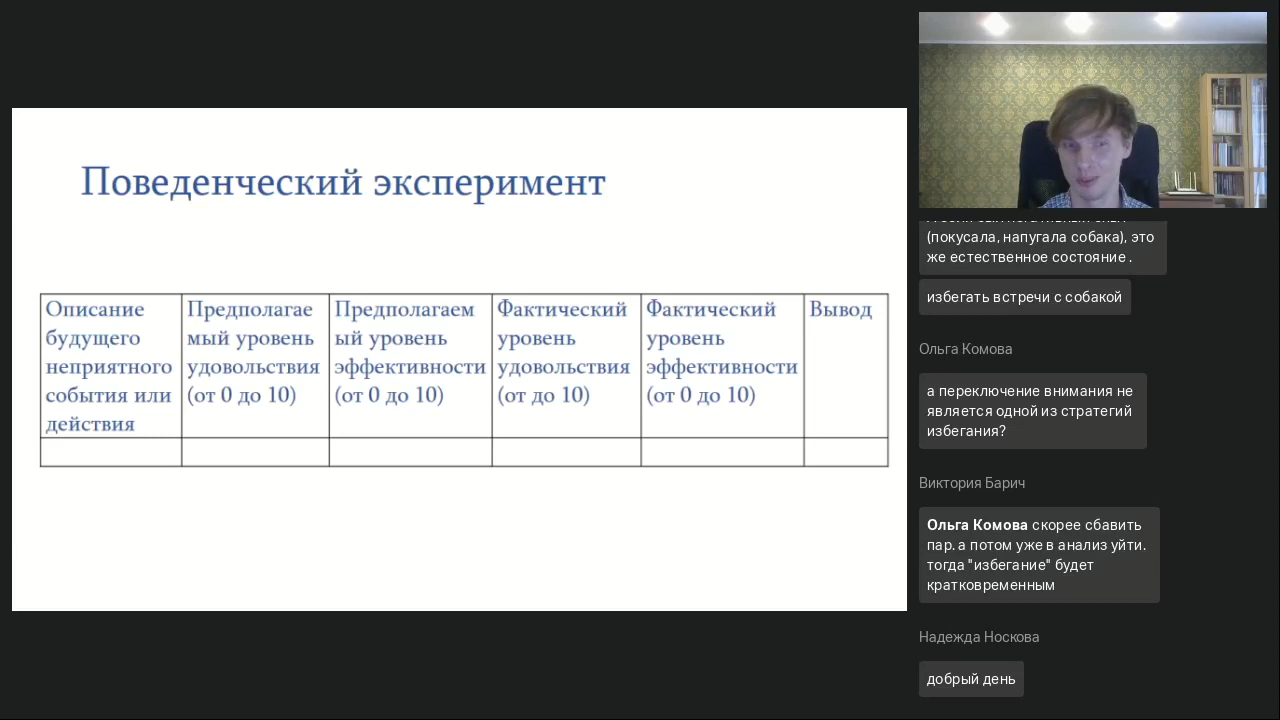 Поведенческий эксперимент
Описание
будущего
неприятного
события или
действия
Предполагае
мый уровень
удовольствия
(от 0 до 10)
Предполагаем
ый уровень
эффективности
(от 0 до 10)
Фактический
уровень
удовольствия
(от до 10)
Фактический
уровень
эффективности
(от 0 до 10)
Вывод
(покусала, напугала собака), это
же естественное состояние .
избегать встречи с собакой
Ольга Комова
а переключение внимания не
является одной из стратегий
избегания?
Виктория Барич
Ольга Комова скорее сбавить
пар. а потом уже в анализ уйти.
тогда "избегание" будет
кратковременным
Надежда Носкова
добрый день